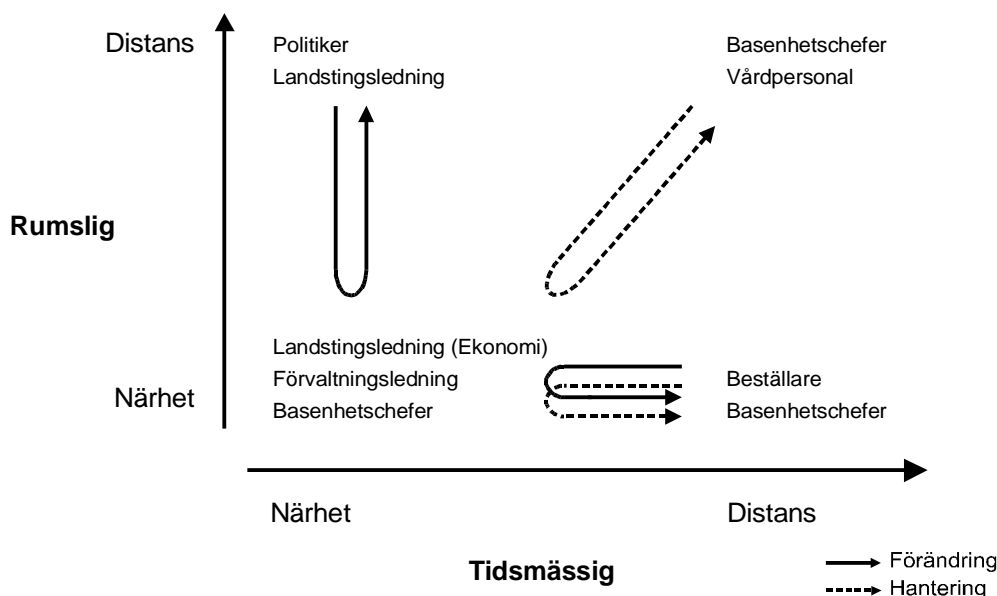 Distans
Politiker
Landstingsledning
Basenhetschefer
Vårdpersonal
Rumslig
Landstingsledning (Ekonomi)
Förvaltningsledning
Basenhetschefer
Närhet
Beställare
Basenhetschefer
Närhet
Distans
Tidsmässig
Förändring
Hantering